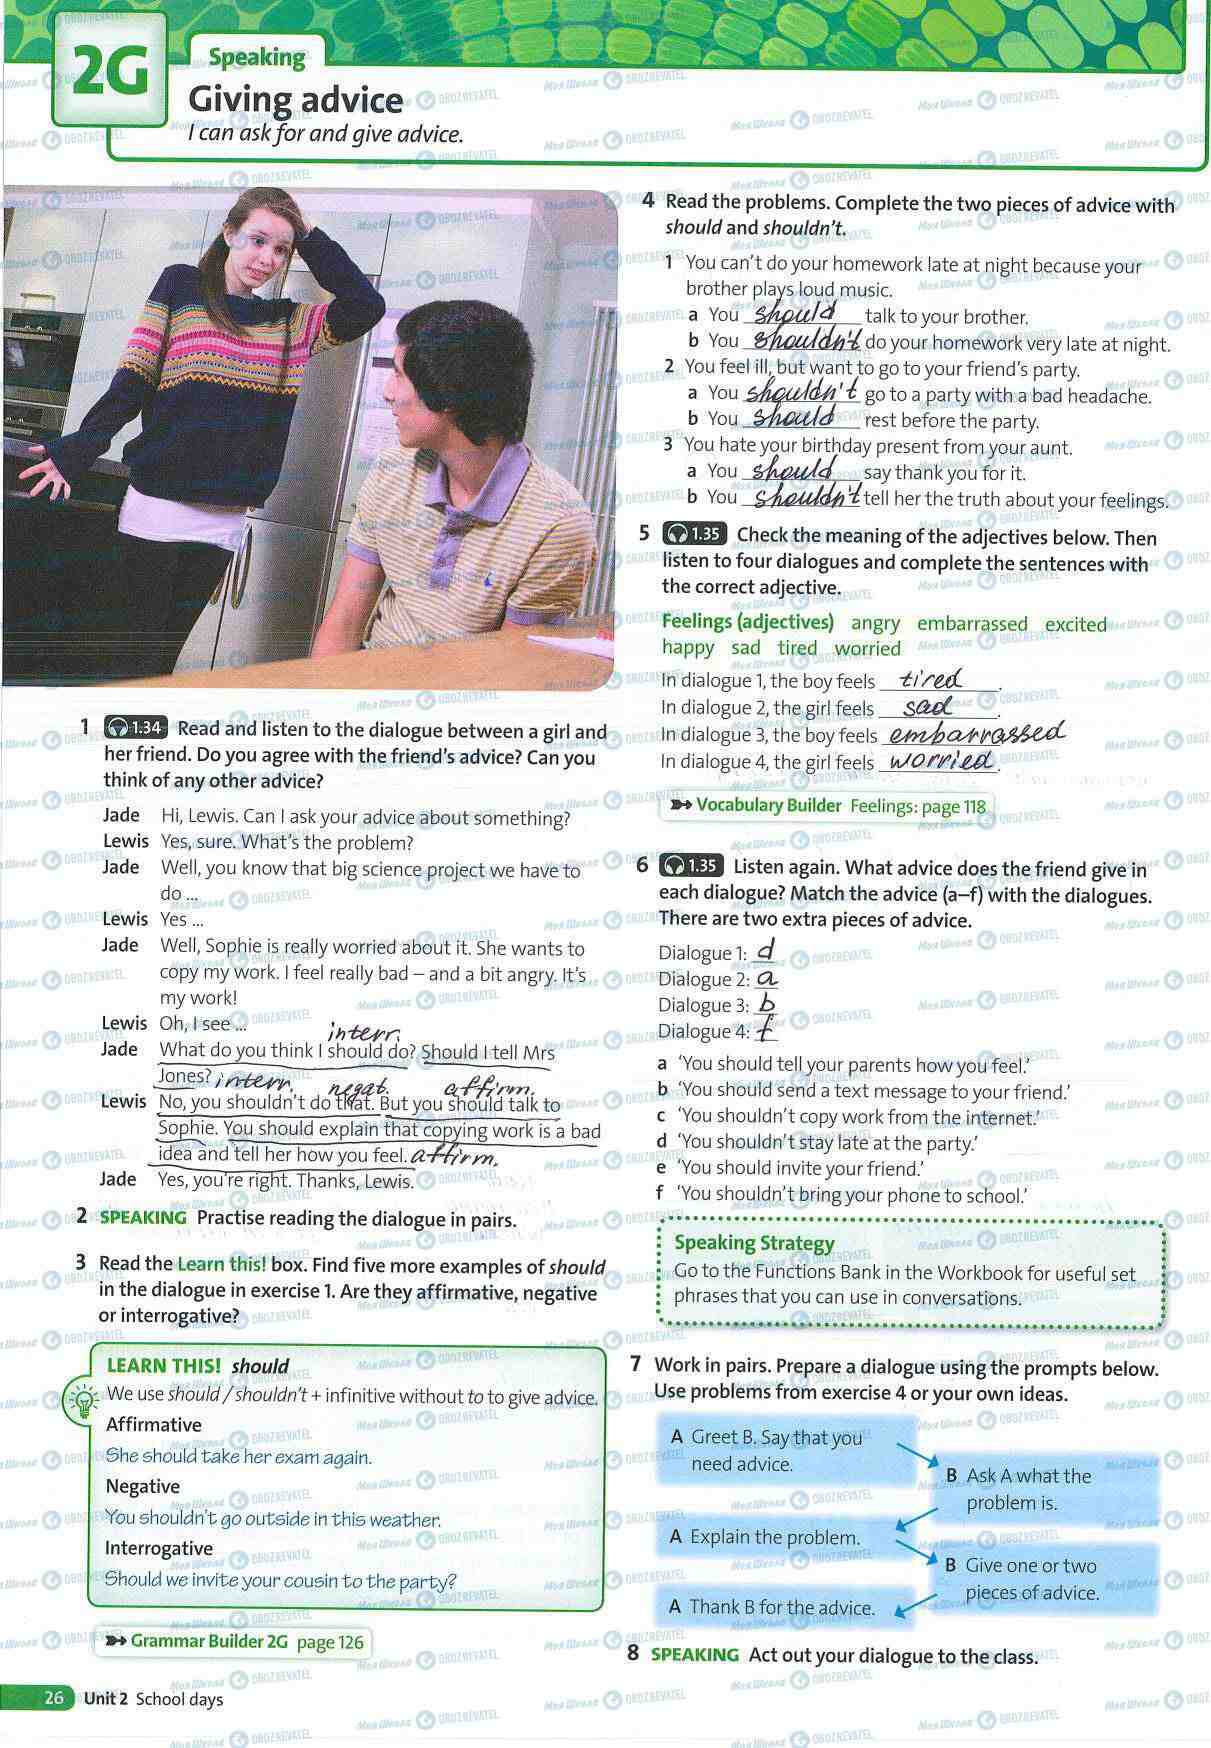 2G
Speaking
Giving advice
I can ask for and give advice.
1 1.34 Read and listen to the dialogue between a girl and
her friend. Do you agree with the friend's advice? Can you
think of any other advice?
Jade Hi, Lewis. Can I ask your advice about something?
Lewis Yes, sure. What's the problem?
Jade Well, you know that big science project we have to
do ...
Lewis Yes ...
Jade Well, Sophie is really worried about it. She wants to
copy my work. I feel really bad – and a bit angry. It's
my work!
Lewis Oh, I see ...
interr.
Jade What do you think I should do? Should I tell Mrs
Jones? interr. negat. affirm.
Lewis No, you shouldn't do that. But you should talk to
Sophie. You should explain that copying work is a bad
idea and tell her how you feel. affirm.
Jade Yes, you're right. Thanks, Lewis.
2 SPEAKING Practise reading the dialogue in pairs.
3 Read the Learn this! box. Find five more examples of should
in the dialogue in exercise 1. Are they affirmative, negative
or interrogative?
LEARN THIS! should
We use should / shouldn't + infinitive without to to give advice.
Affirmative
She should take her exam again.
Negative
You shouldn't go outside in this weather.
Interrogative
Should we invite your cousin to the party?
Grammar Builder 2G page 126
26 Unit 2 School days
4 Read the problems. Complete the two pieces of advice with
should and shouldn't.
1 You can't do your homework late at night because your
brother plays loud music.
a You should talk to your brother.
b You shouldn't do your homework very late at night.
2 You feel ill, but want to go to your friend's party.
a You shouldn't go to a party with a bad headache.
b You should rest before the party.
3 You hate your birthday present from your aunt.
a You should say thank you for it.
b You shouldn't tell her the truth about your feelings.
5 1.35 Check the meaning of the adjectives below. Then
listen to four dialogues and complete the sentences with
the correct adjective.
Feelings (adjectives) angry embarrassed excited
happy sad tired worried
In dialogue 1, the boy feels tired.
In dialogue 2, the girl feels sad.
In dialogue 3, the boy feels embarrassed
In dialogue 4, the girl feels worried.
Vocabulary Builder Feelings: page 118
6 1.35 Listen again. What advice does the friend give in
each dialogue? Match the advice (a–f) with the dialogues.
There are two extra pieces of advice.
Dialogue 1: d
Dialogue 2: a
Dialogue 3: b
Dialogue 4: f
a 'You should tell your parents how you feel.'
b 'You should send a text message to your friend.'
c 'You shouldn't copy work from the internet.'
d 'You shouldn't stay late at the party.'
e 'You should invite your friend.'
f 'You shouldn't bring your phone to school.'
Speaking Strategy
Go to the Functions Bank in the Workbook for useful set
phrases that you can use in conversations.
7 Work in pairs. Prepare a dialogue using the prompts below.
Use problems from exercise 4 or your own ideas.
A Greet B. Say that you
need advice.
B Ask A what the
problem is.
A Explain the problem.
B Give one or two
pieces of advice.
A Thank B for the advice.
8 SPEAKING Act out your dialogue to the class.
Моя Школа OBOZREVATEL